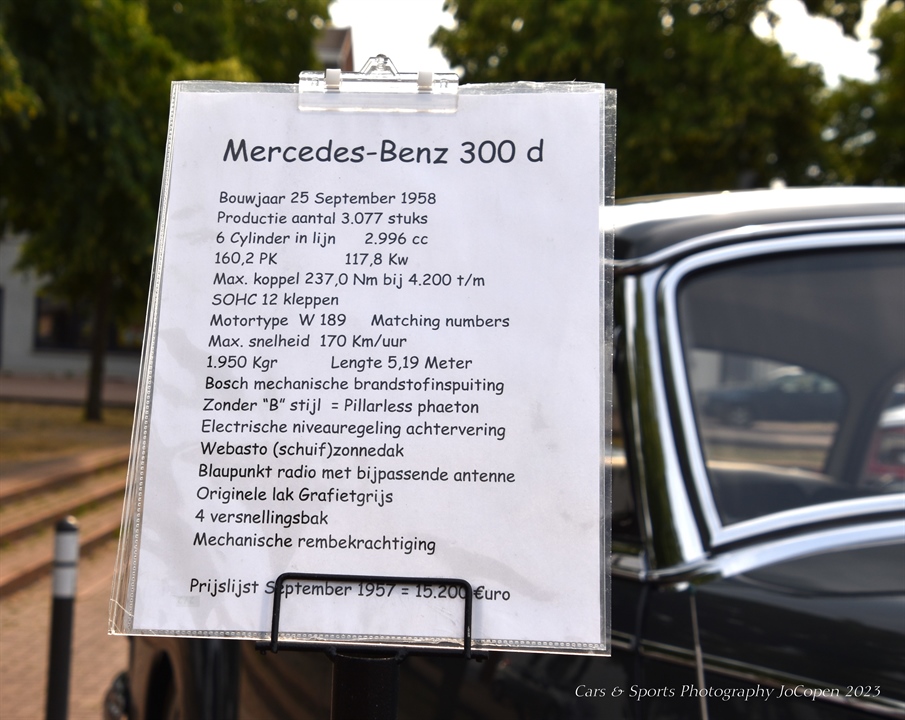 Mercedes-Benz 300 d
Bouwjaar 25 September 1958
Productie aantal 3.077 stuks
6 Cylinder in lijn 2.996 cc
160,2 PK 117,8 Kw
Max. koppel 237,0 Nm bij 4.200 t/m
SOHC 12 kleppen
Motortype W 189 Matching numbers
Max. snelheid 170 Km/uur
1.950 Kgr Lengte 5,19 Meter
Bosch mechanische brandstofinspuiting
Zonder “B” stijl = Pillarless phaeton
Electrische niveauregeling achtervering
Webasto (schuif)zonnedak
Blaupunkt radio met bijpassende antenne
Originele lak Grafietgrijs
4 versnellingsbak
Mechanische rembekrachtiging
Prijslijst September 1957 = 15.200 €uro
Cars & Sports Photography JoCopen 2023